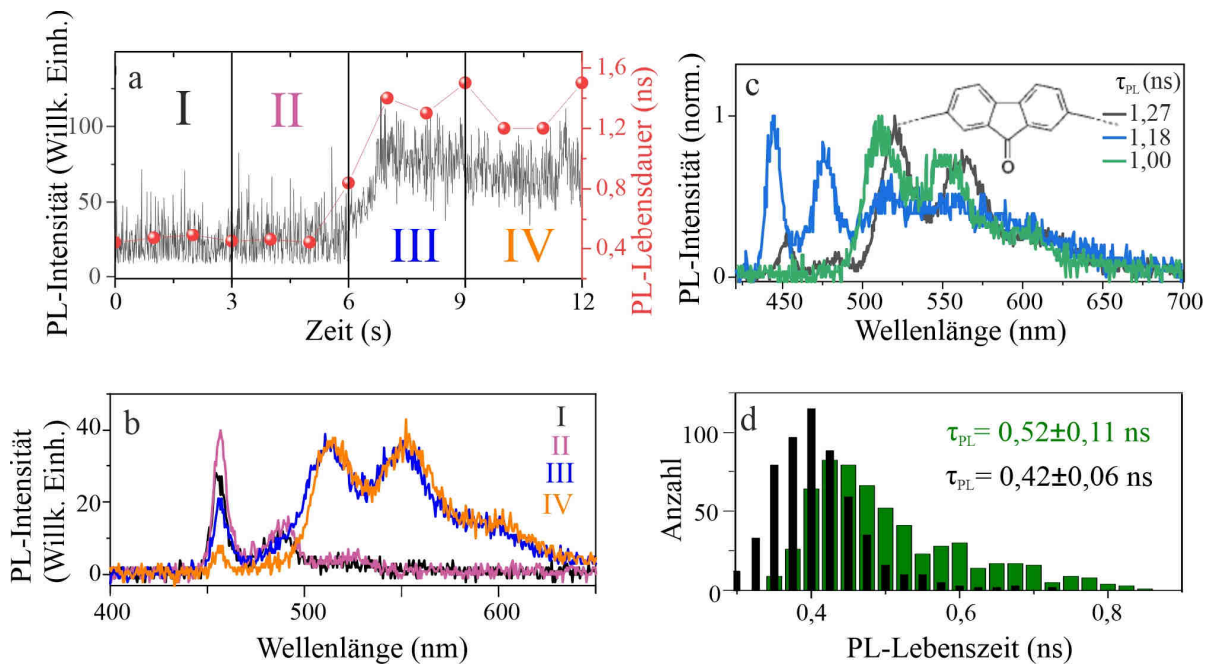 a
I
II
III
IV
PL-Intensität (Willk. Einh.)
0
50
100
0
3
6
9
12
Zeit (s)
0,4
0,8
1,2
1,6
PL-Lebensdauer (ns)
c
O
τPL (ns)
1,27
1,18
1,00
PL-Intensität (norm.)
0
1
450
500
550
600
650
700
Wellenlänge (nm)
b
I
II
III
IV
PL-Intensität
(Willk. Einh.)
0
20
40
400
500
600
Wellenlänge (nm)
d
τPL= 0,52±0,11 ns
τPL= 0,42±0,06 ns
Anzahl
0
50
100
0,4
0,6
0,8
PL-Lebenszeit (ns)